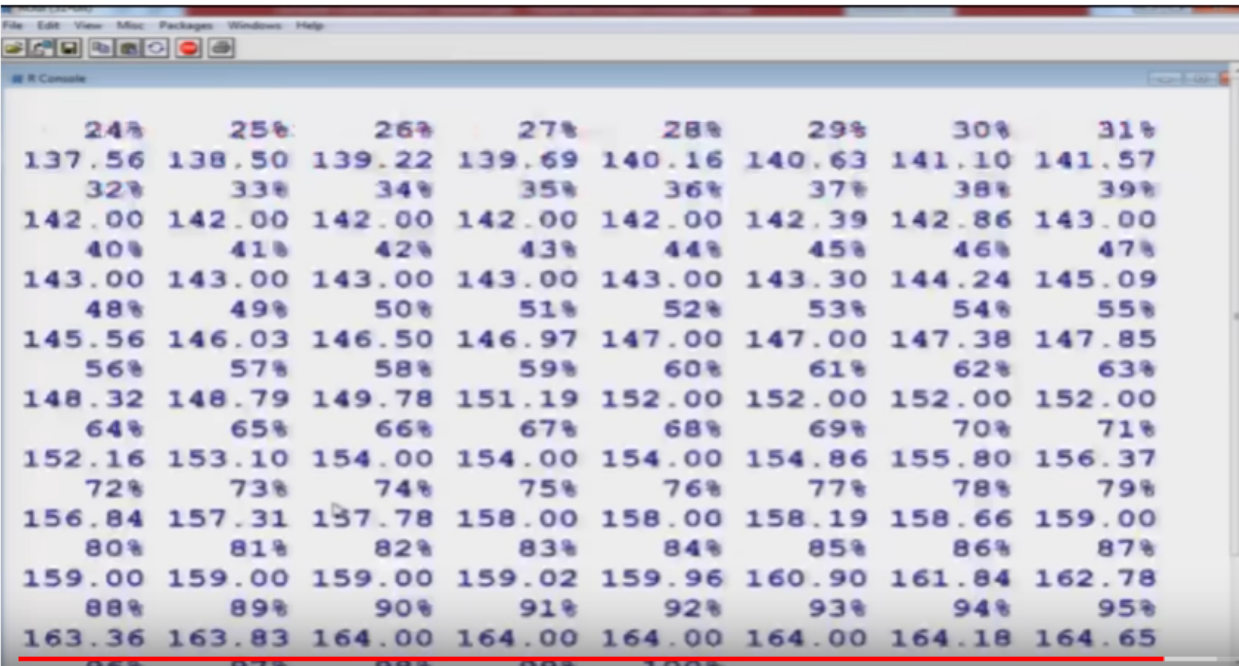 File Edit View Misc Packages Windows Help
R Console
24% 25% 26% 27% 28% 29% 30% 31%
137.56 138.50 139.22 139.69 140.16 140.63 141.10 141.57
32% 33% 34% 35% 36% 37% 38% 39%
142.00 142.00 142.00 142.00 142.00 142.39 142.86 143.00
40% 41% 42% 43% 44% 45% 46% 47%
143.00 143.00 143.00 143.00 143.00 143.30 144.24 145.09
48% 49% 50% 51% 52% 53% 54% 55%
145.56 146.03 146.50 146.97 147.00 147.00 147.38 147.85
56% 57% 58% 59% 60% 61% 62% 63%
148.32 148.79 149.78 151.19 152.00 152.00 152.00 152.00
64% 65% 66% 67% 68% 69% 70% 71%
152.16 153.10 154.00 154.00 154.00 154.86 155.80 156.37
72% 73% 74% 75% 76% 77% 78% 79%
156.84 157.31 157.78 158.00 158.00 158.19 158.66 159.00
80% 81% 82% 83% 84% 85% 86% 87%
159.00 159.00 159.00 159.02 159.96 160.90 161.84 162.78
88% 89% 90% 91% 92% 93% 94% 95%
163.36 163.83 164.00 164.00 164.00 164.00 164.18 164.65